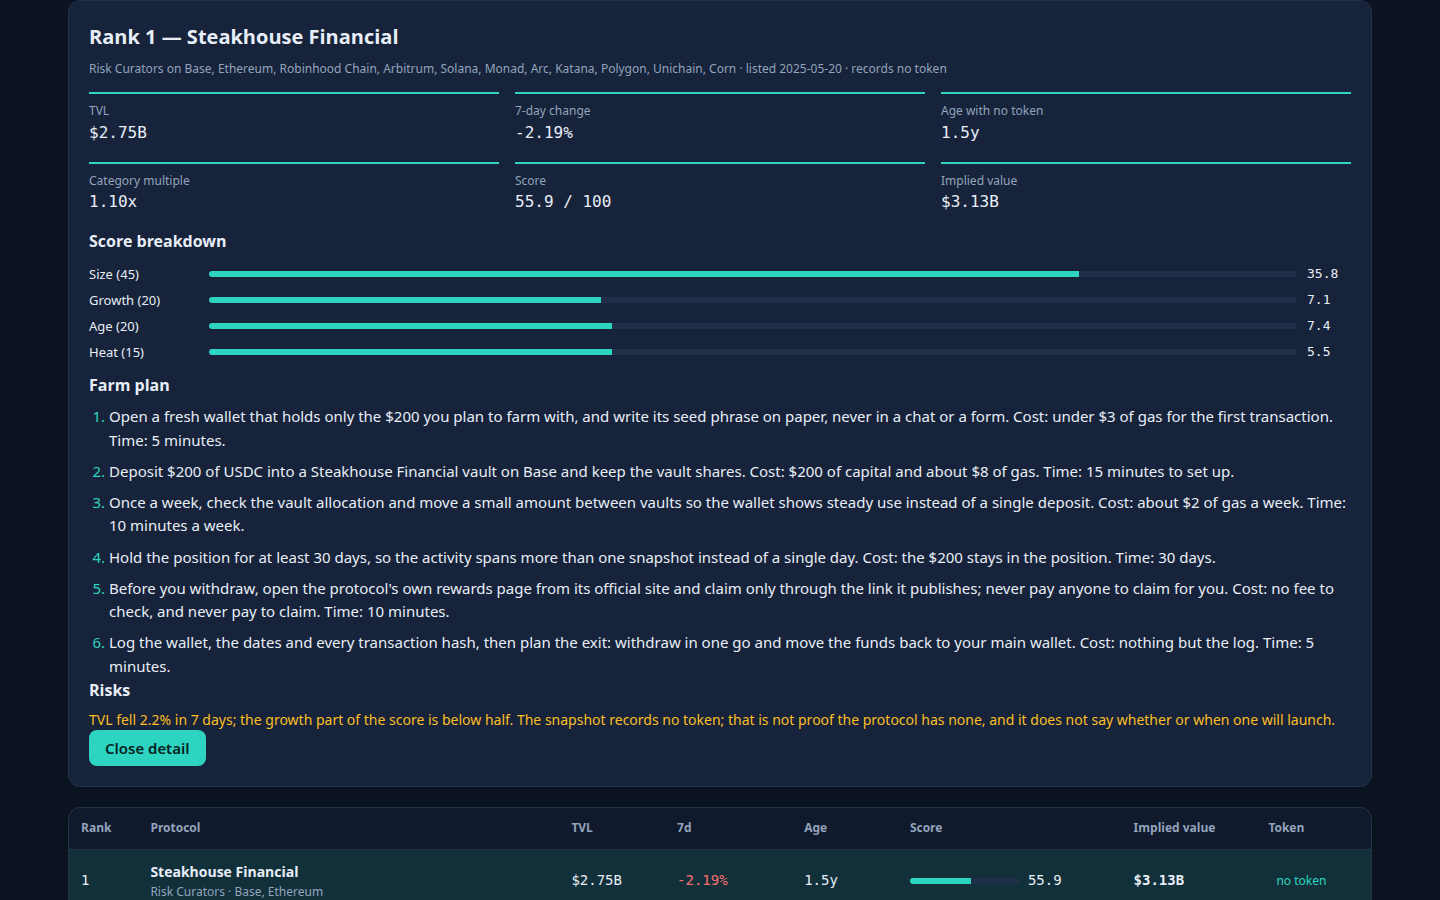 Rank 1 — Steakhouse Financial
Risk Curators on Base, Ethereum, Robinhood Chain, Arbitrum, Solana, Monad, Arc, Katana, Polygon, Unichain, Corn · listed 2025-05-20 · records no token
TVL
$2.75B
7-day change
-2.19%
Age with no token
1.5y
Category multiple
1.10x
Score
55.9 / 100
Implied value
$3.13B
Score breakdown
Size (45) 35.8
Growth (20) 7.1
Age (20) 7.4
Heat (15) 5.5
Farm plan
1. Open a fresh wallet that holds only the $200 you plan to farm with, and write its seed phrase on paper, never in a chat or a form. Cost: under $3 of gas for the first transaction.
Time: 5 minutes.
2. Deposit $200 of USDC into a Steakhouse Financial vault on Base and keep the vault shares. Cost: $200 of capital and about $8 of gas. Time: 15 minutes to set up.
3. Once a week, check the vault allocation and move a small amount between vaults so the wallet shows steady use instead of a single deposit. Cost: about $2 of gas a week. Time:
10 minutes a week.
4. Hold the position for at least 30 days, so the activity spans more than one snapshot instead of a single day. Cost: the $200 stays in the position. Time: 30 days.
5. Before you withdraw, open the protocol's own rewards page from its official site and claim only through the link it publishes; never pay anyone to claim for you. Cost: no fee to
check, and never pay to claim. Time: 10 minutes.
6. Log the wallet, the dates and every transaction hash, then plan the exit: withdraw in one go and move the funds back to your main wallet. Cost: nothing but the log. Time: 5
minutes.
Risks
TVL fell 2.2% in 7 days; the growth part of the score is below half. The snapshot records no token; that is not proof the protocol has none, and it does not say whether or when one will launch.
Close detail
Rank Protocol TVL 7d Age Score Implied value Token
1 Steakhouse Financial $2.75B -2.19% 1.5y 55.9 $3.13B no token
Risk Curators · Base, Ethereum